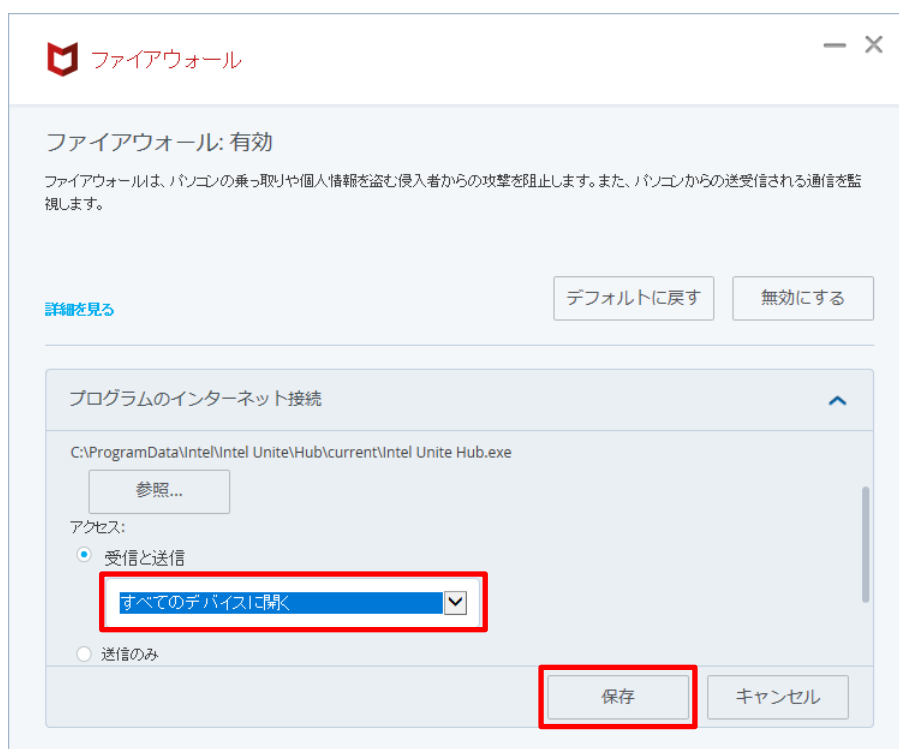 ファイアウォール
ファイアウォール: 有効
ファイアウォールは、パソコンの乗っ取りや個人情報を盗む侵入者からの攻撃を阻止します。また、パソコンからの送受信される通信を監
視します。
詳細を見る
デフォルトに戻す
無効にする
プログラムのインターネット接続
C:\ProgramData\Intel\Intel Unite\Hub\current\Intel Unite Hub.exe
参照...
アクセス:
受信と送信
すべてのデバイスに開く
送信のみ
保存
キャンセル